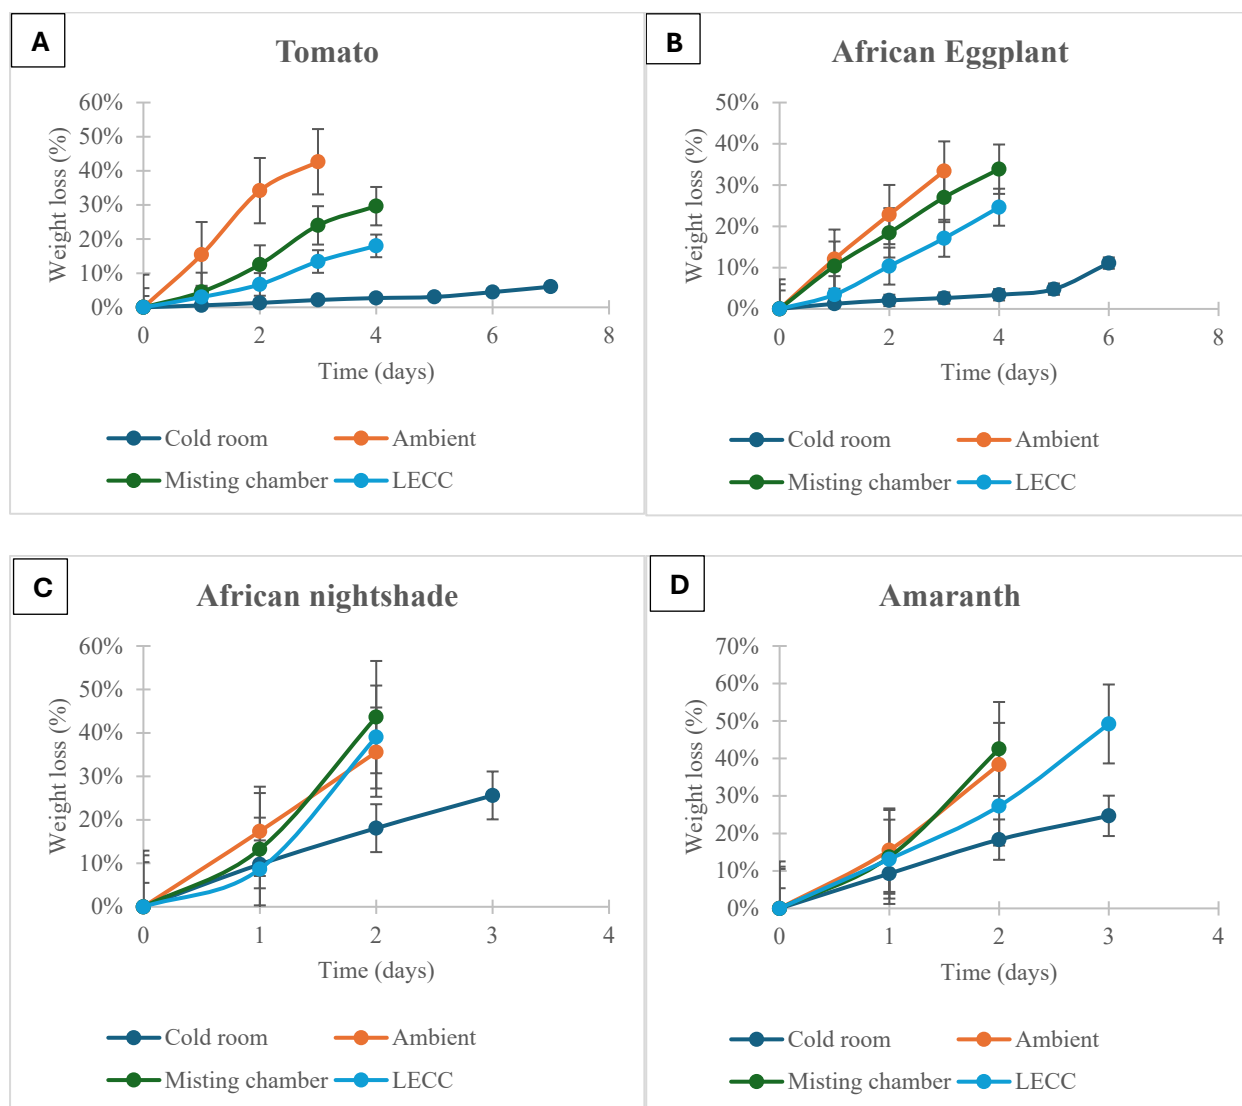 A
Tomato
Weight loss (%)
60%
50%
40%
30%
20%
10%
0%
0 2 4 6 8
Time (days)
Cold room Ambient
Misting chamber LECC
B
African Eggplant
Weight loss (%)
50%
40%
30%
20%
10%
0%
0 2 4 6 8
Time (days)
Cold room Ambient
Misting chamber LECC
C
African nightshade
Weight loss (%)
60%
50%
40%
30%
20%
10%
0%
0 1 2 3 4
Time (days)
Cold room Ambient
Misting chamber LECC
D
Amaranth
Weight loss (%)
70%
60%
50%
40%
30%
20%
10%
0%
0 1 2 3 4
Time (days)
Cold room Ambient
Misting chamber LECC